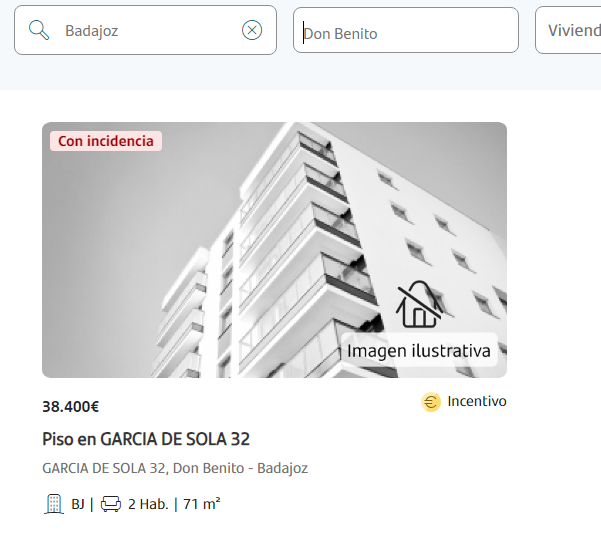 Badajoz
Don Benito
Viviend
Con incidencia
Imagen ilustrativa
38.400€
Incentivo
Piso en GARCIA DE SOLA 32
GARCIA DE SOLA 32, Don Benito - Badajoz
BJ | 2 Hab. | 71 m²